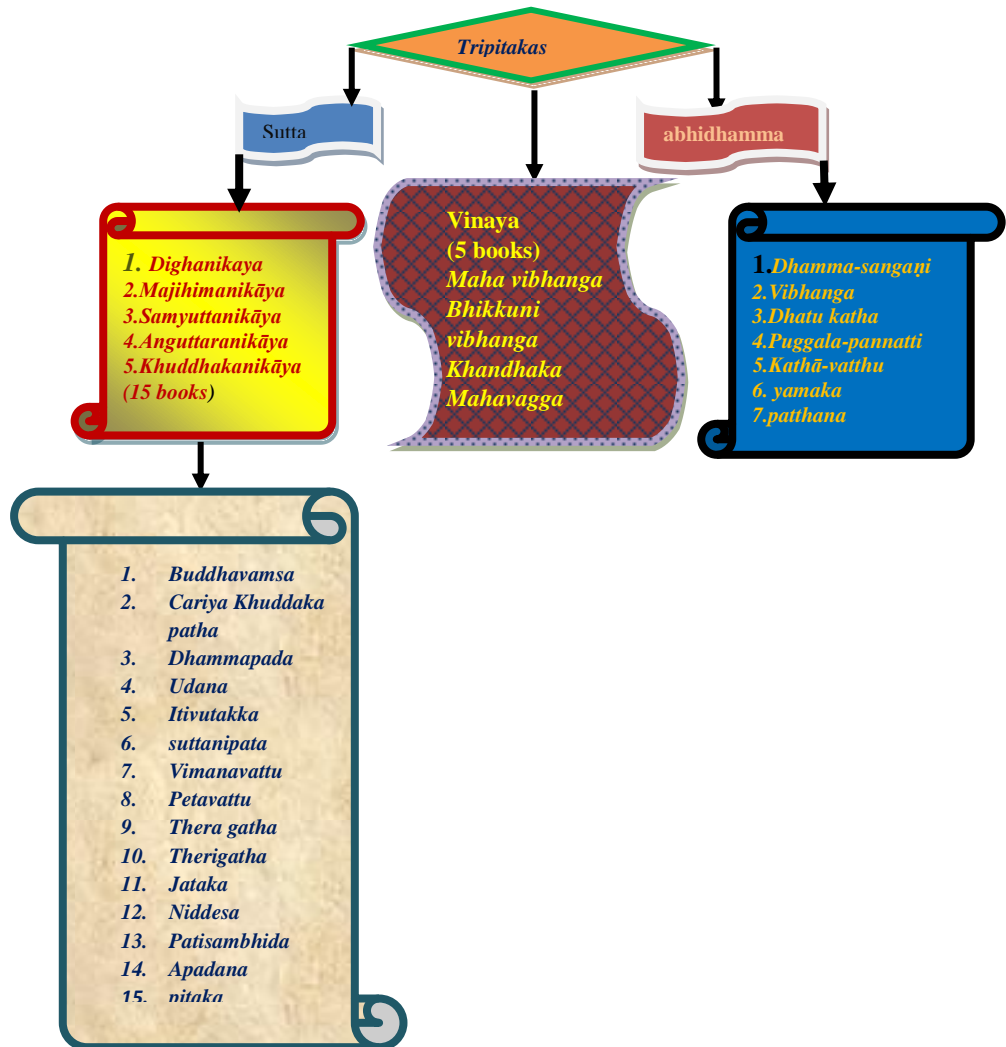 Tripitakas
Sutta
abhidhamma
1. Dighanikaya
2.Majihimanikāya
3.Samyuttanikāya
4.Anguttaranikāya
5.Khuddhakanikāya
(15 books)
Vinaya
(5 books)
Maha vibhanga
Bhikkuni
vibhanga
Khandhaka
Mahavagga
1.Dhamma-sangaṇi
2.Vibhanga
3.Dhatu katha
4.Puggala-pannatti
5.Kathā-vatthu
6. yamaka
7.patthana
1. Buddhavamsa
2. Cariya Khuddaka
patha
3. Dhammapada
4. Udana
5. Itivutakka
6. suttanipata
7. Vimanavattu
8. Petavattu
9. Thera gatha
10. Therigatha
11. Jataka
12. Niddesa
13. Patisambhida
14. Apadana
15. pitaka